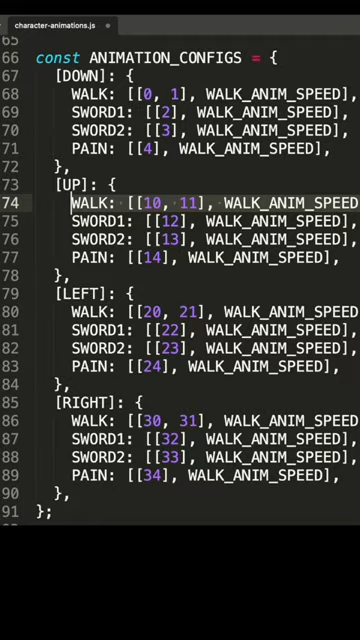 character-animations.js
65
66 const ANIMATION_CONFIGS = {
67 [DOWN]: {
68 WALK: [[0, 1], WALK_ANIM_SPEED],
69 SWORD1: [[2], WALK_ANIM_SPEED],
70 SWORD2: [[3], WALK_ANIM_SPEED],
71 PAIN: [[4], WALK_ANIM_SPEED],
72 },
73 [UP]: {
74 WALK: [[10, 11], WALK_ANIM_SPEED
75 SWORD1: [[12], WALK_ANIM_SPEED],
76 SWORD2: [[13], WALK_ANIM_SPEED],
77 PAIN: [[14], WALK_ANIM_SPEED],
78 },
79 [LEFT]: {
80 WALK: [[20, 21], WALK_ANIM_SPEED
81 SWORD1: [[22], WALK_ANIM_SPEED],
82 SWORD2: [[23], WALK_ANIM_SPEED],
83 PAIN: [[24], WALK_ANIM_SPEED],
84 },
85 [RIGHT]: {
86 WALK: [[30, 31], WALK_ANIM_SPEED
87 SWORD1: [[32], WALK_ANIM_SPEED],
88 SWORD2: [[33], WALK_ANIM_SPEED],
89 PAIN: [[34], WALK_ANIM_SPEED],
90 },
91 };